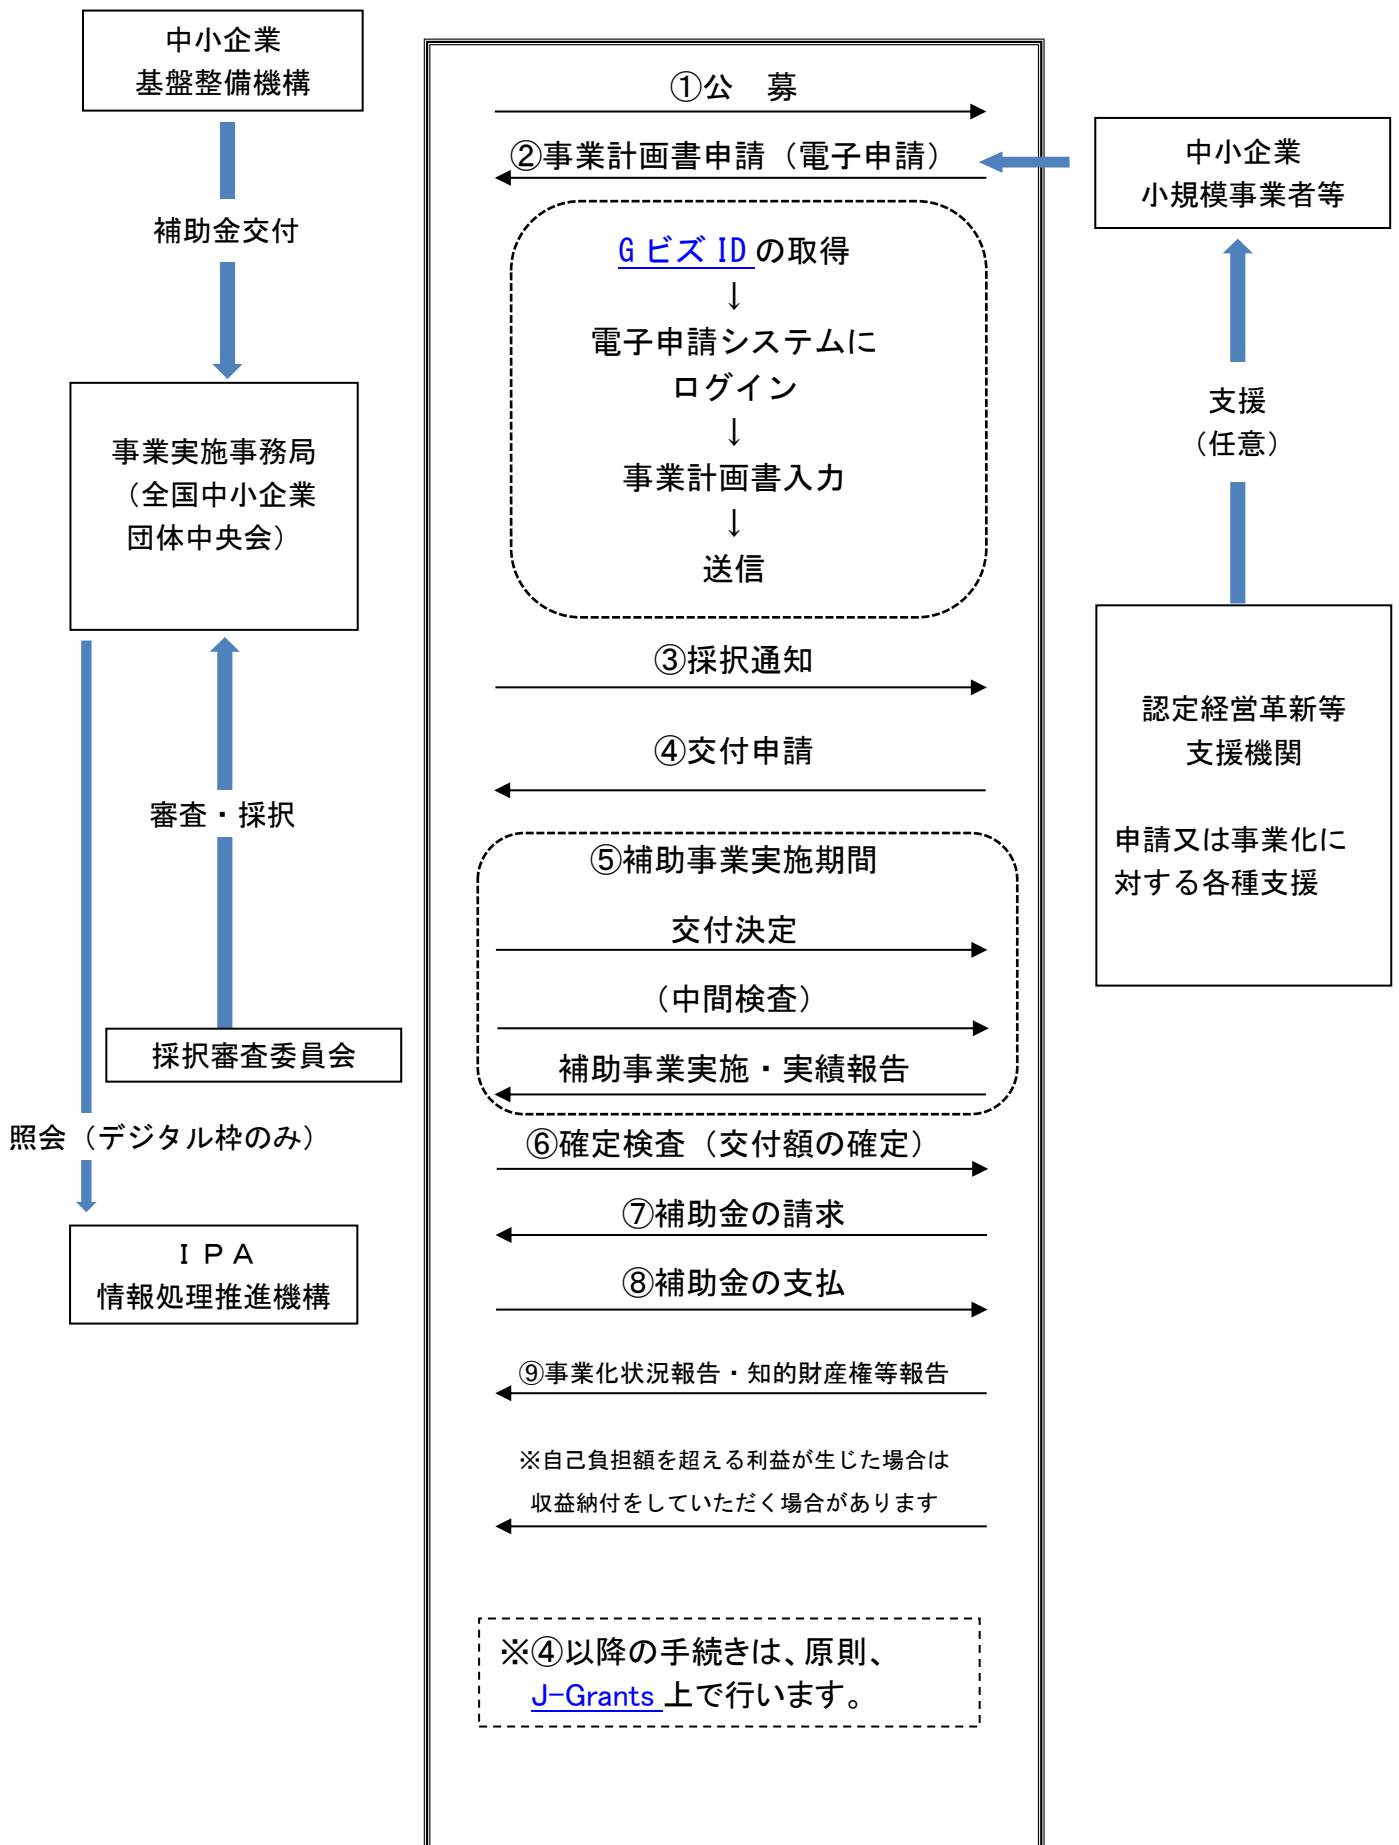 中小企業
基盤整備機構
補助金交付
事業実施事務局
（全国中小企業
団体中央会）
審査・採択
採択審査委員会
照会（デジタル枠のみ）
ＩＰＡ
情報処理推進機構
①公　募
②事業計画書申請（電子申請）
GビズIDの取得
↓
電子申請システムに
ログイン
↓
事業計画書入力
↓
送信
③採択通知
④交付申請
⑤補助事業実施期間
交付決定
（中間検査）
補助事業実施・実績報告
⑥確定検査（交付額の確定）
⑦補助金の請求
⑧補助金の支払
⑨事業化状況報告・知的財産権等報告
※自己負担額を超える利益が生じた場合は
収益納付をしていただく場合があります
※④以降の手続きは、原則、
J-Grants 上で行います。
中小企業
小規模事業者等
支援
（任意）
認定経営革新等
支援機関
申請又は事業化に
対する各種支援